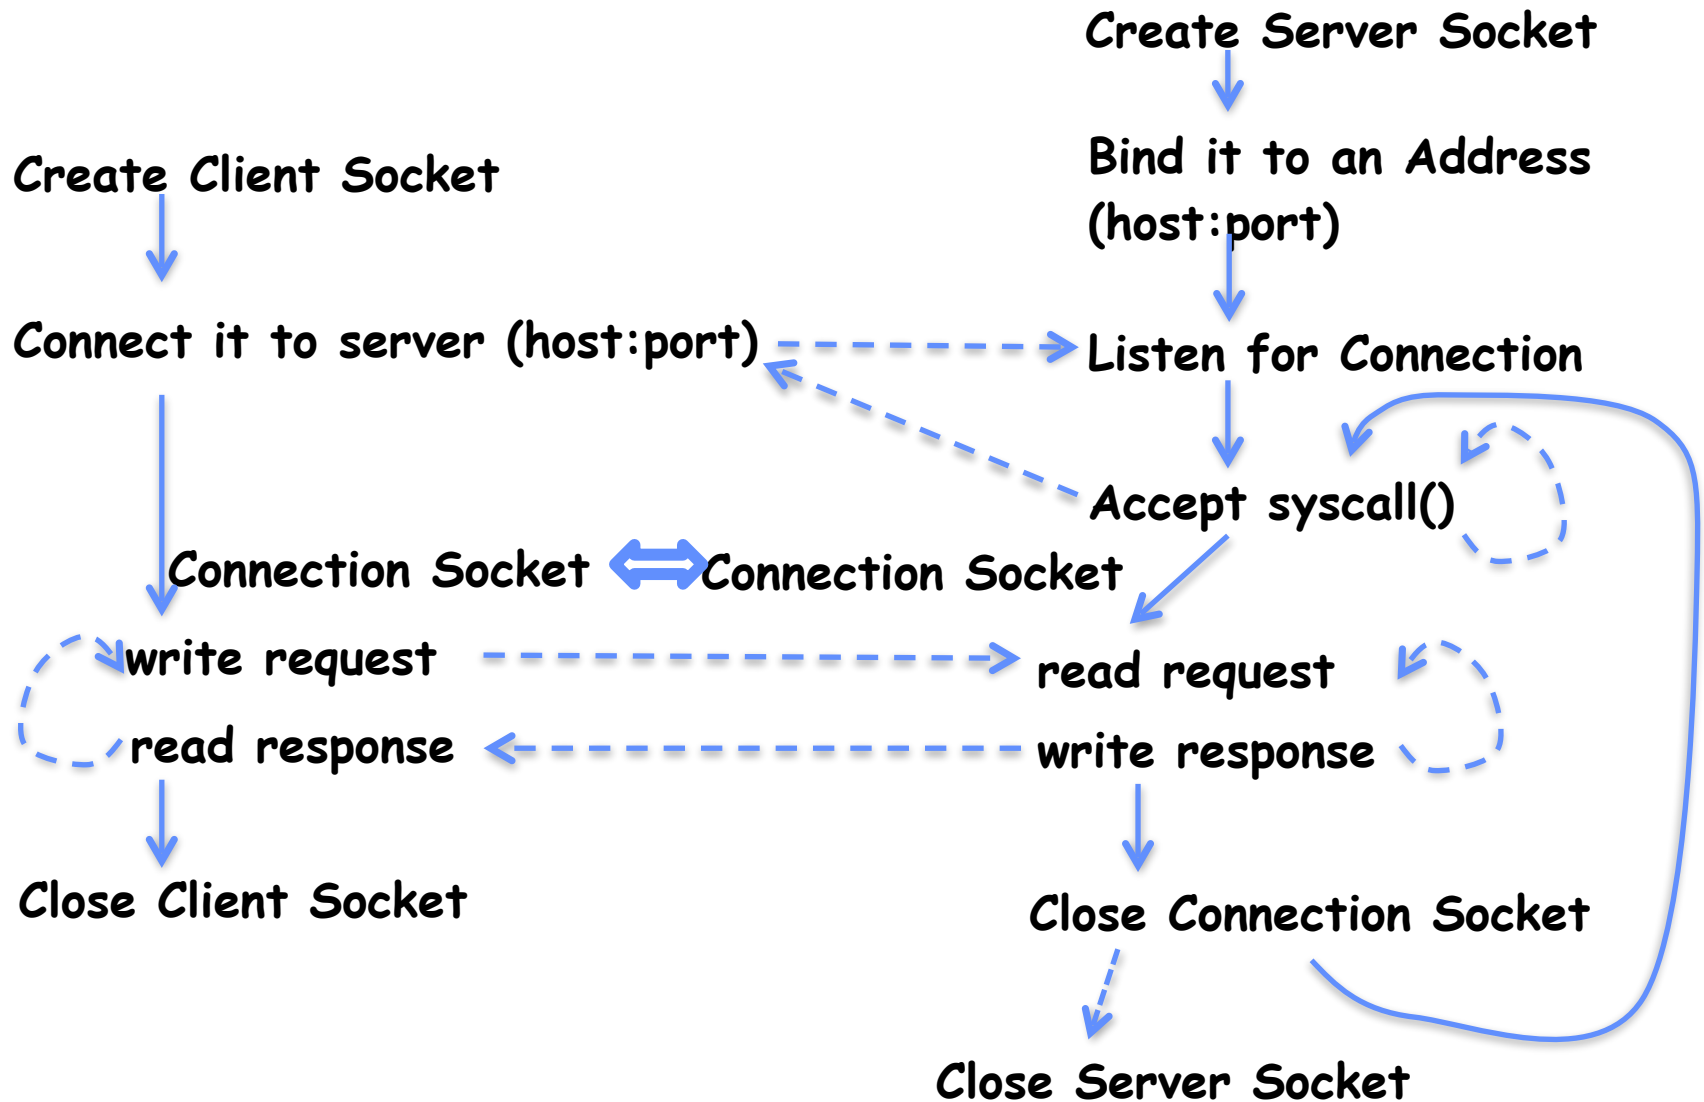 Create Server Socket
Bind it to an Address
(host:port)
Create Client Socket
Connect it to server (host:port)
Listen for Connection
Accept syscall()
Connection Socket
Connection Socket
write request
read request
read response
write response
Close Client Socket
Close Connection Socket
Close Server Socket